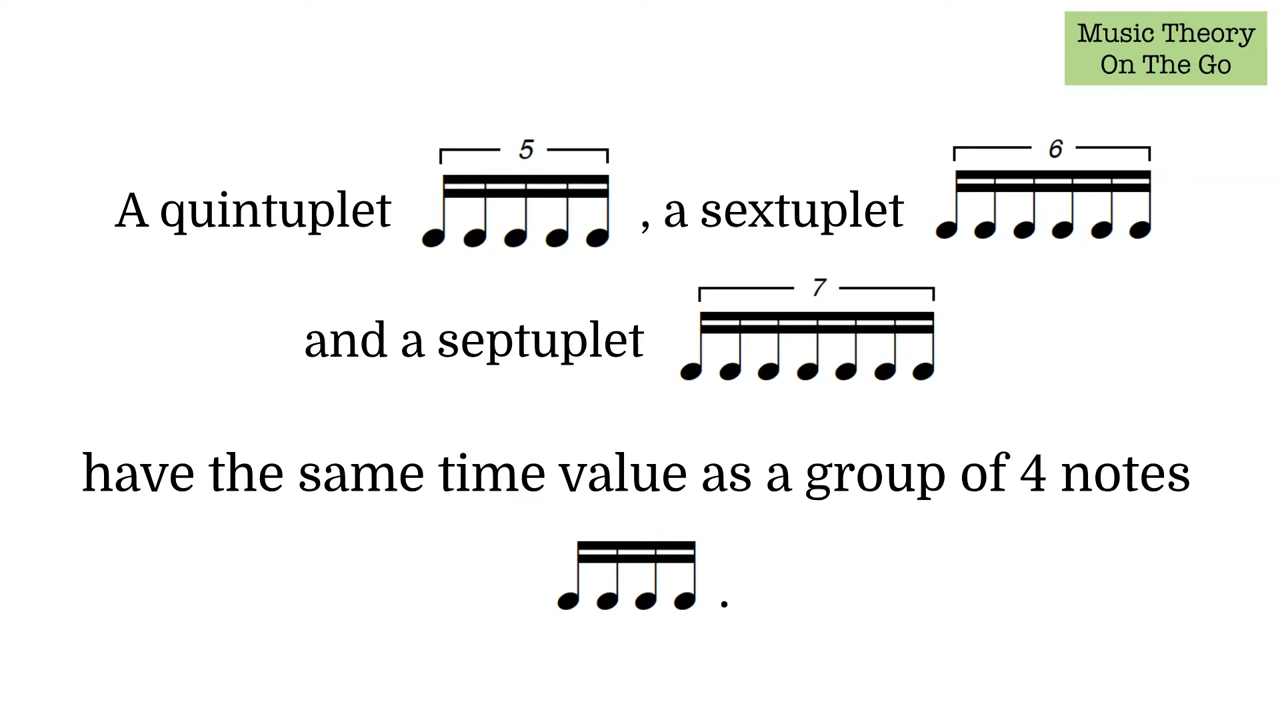 Music Theory
On The Go
5
6
A quintuplet , a sextuplet
7
and a septuplet
have the same time value as a group of 4 notes
.